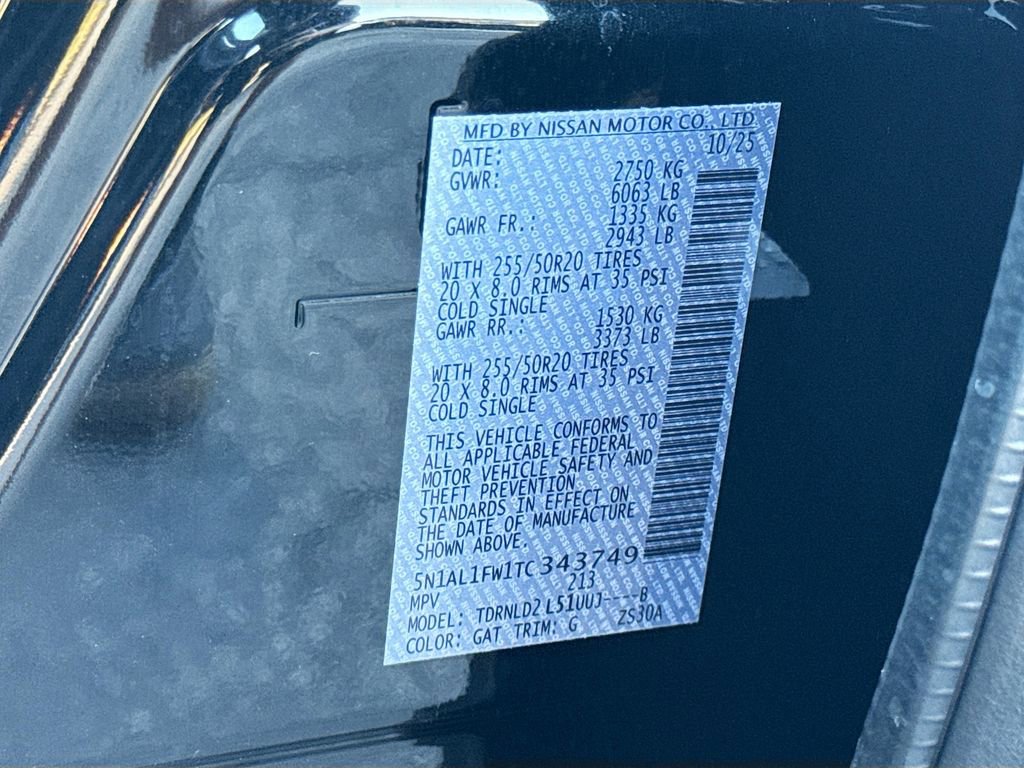 MFD BY NISSAN MOTOR CO., LTD.
DATE: 10/25
GVWR: 2750 KG
6063 LB
GAWR FR.: 1335 KG
2943 LB
WITH 255/50R20 TIRES
20 X 8.0 RIMS AT 35 PSI
COLD SINGLE
GAWR RR.: 1530 KG
3373 LB
WITH 255/50R20 TIRES
20 X 8.0 RIMS AT 35 PSI
COLD SINGLE
THIS VEHICLE CONFORMS TO
ALL APPLICABLE FEDERAL
MOTOR VEHICLE SAFETY AND
THEFT PREVENTION
STANDARDS IN EFFECT ON
THE DATE OF MANUFACTURE
SHOWN ABOVE.
5N1AL1FW1TC343749
MPV 213
MODEL: TDRNLD2 L51UUJ----B
COLOR: GAT TRIM: G ZS30A